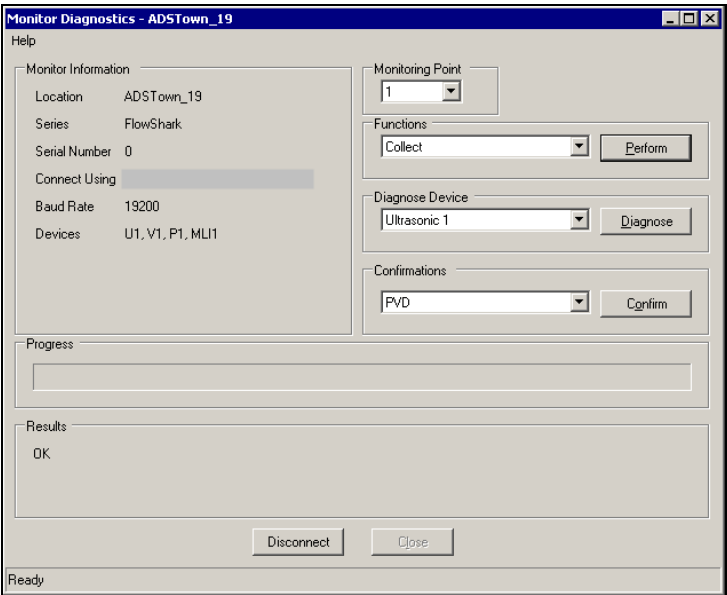 Monitor Diagnostics - ADSTown_19
Help
Monitor Information
Location ADSTown_19
Series FlowShark
Serial Number 0
Connect Using
Baud Rate 19200
Devices U1, V1, P1, MLI1
Monitoring Point
1
Functions
Collect Perform
Diagnose Device
Ultrasonic 1 Diagnose
Confirmations
PVD Confirm
Progress
Results
OK
Disconnect Close
Ready